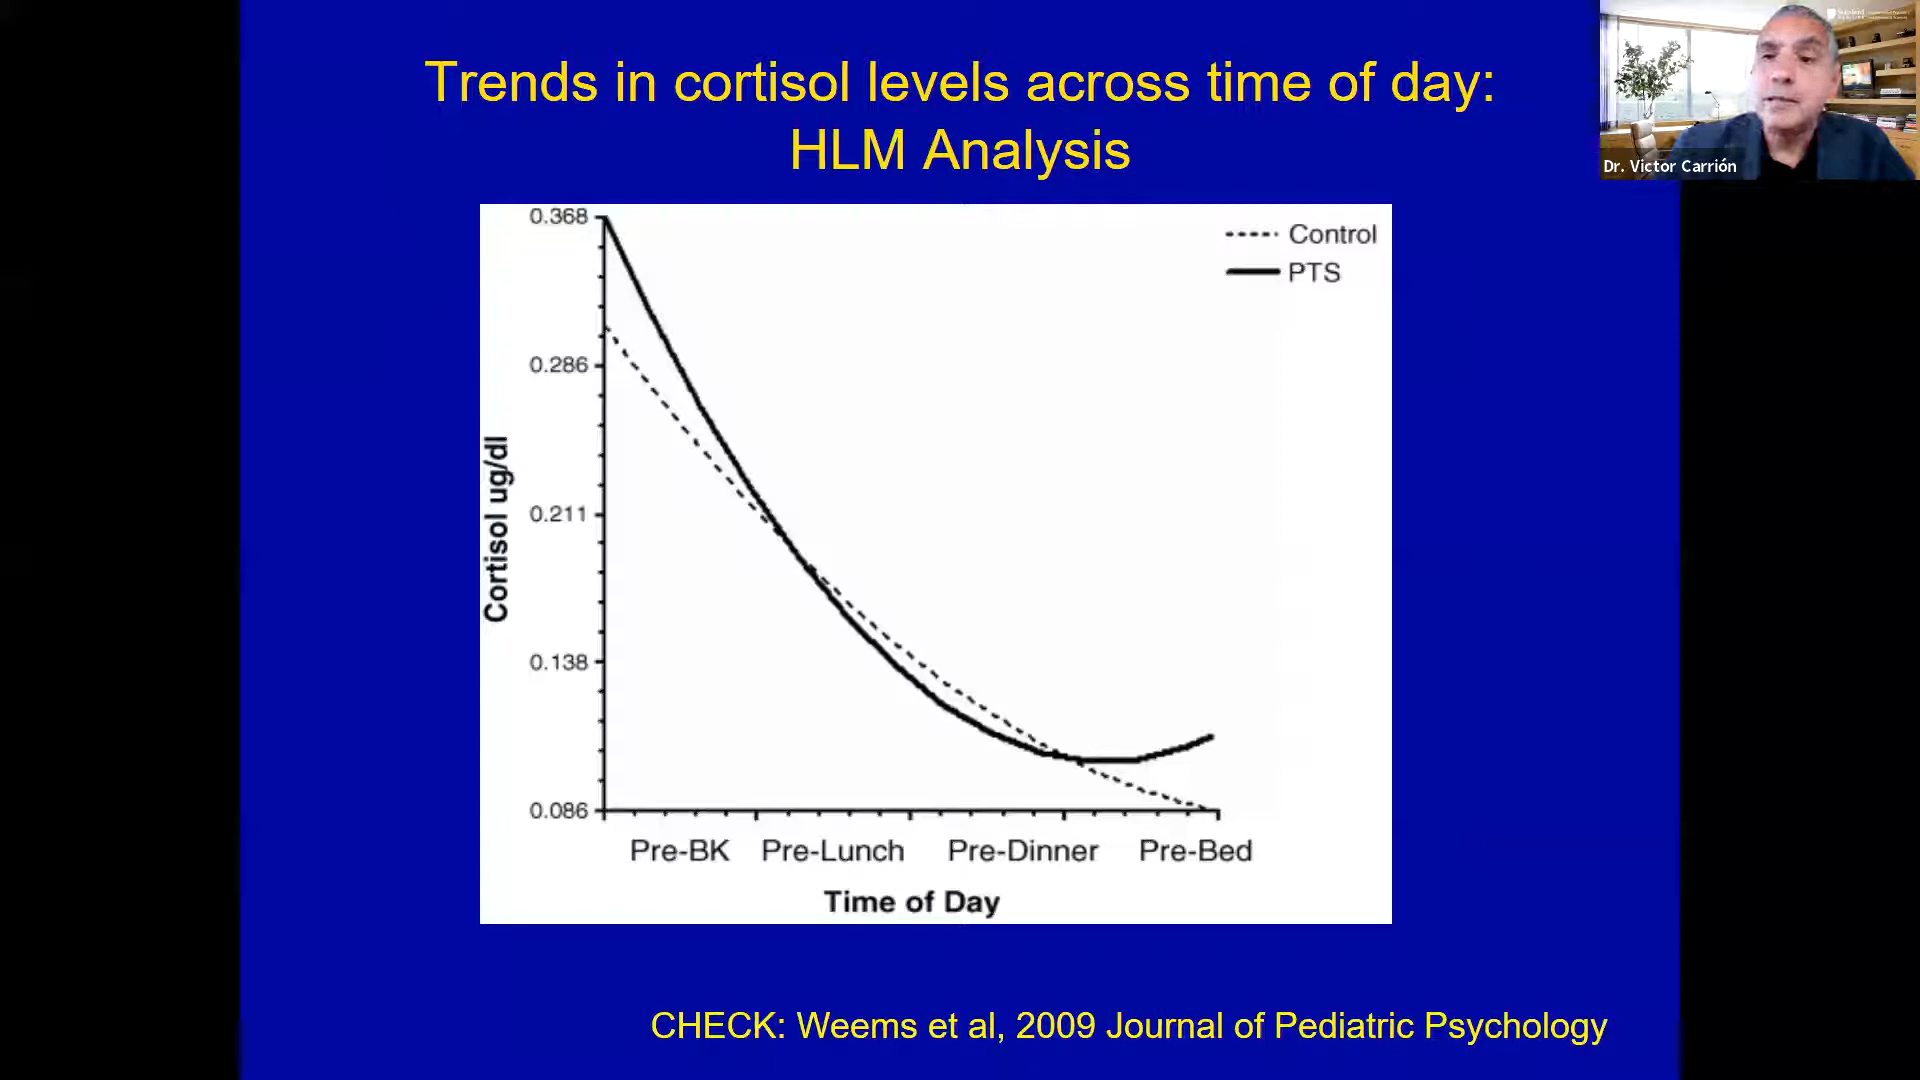 Trends in cortisol levels across time of day:
HLM Analysis
Dr. Victor Carrión
0.368
0.286
0.211
0.138
0.086
Cortisol ug/dl
Control
PTS
Pre-BK Pre-Lunch Pre-Dinner Pre-Bed
Time of Day
CHECK: Weems et al, 2009 Journal of Pediatric Psychology